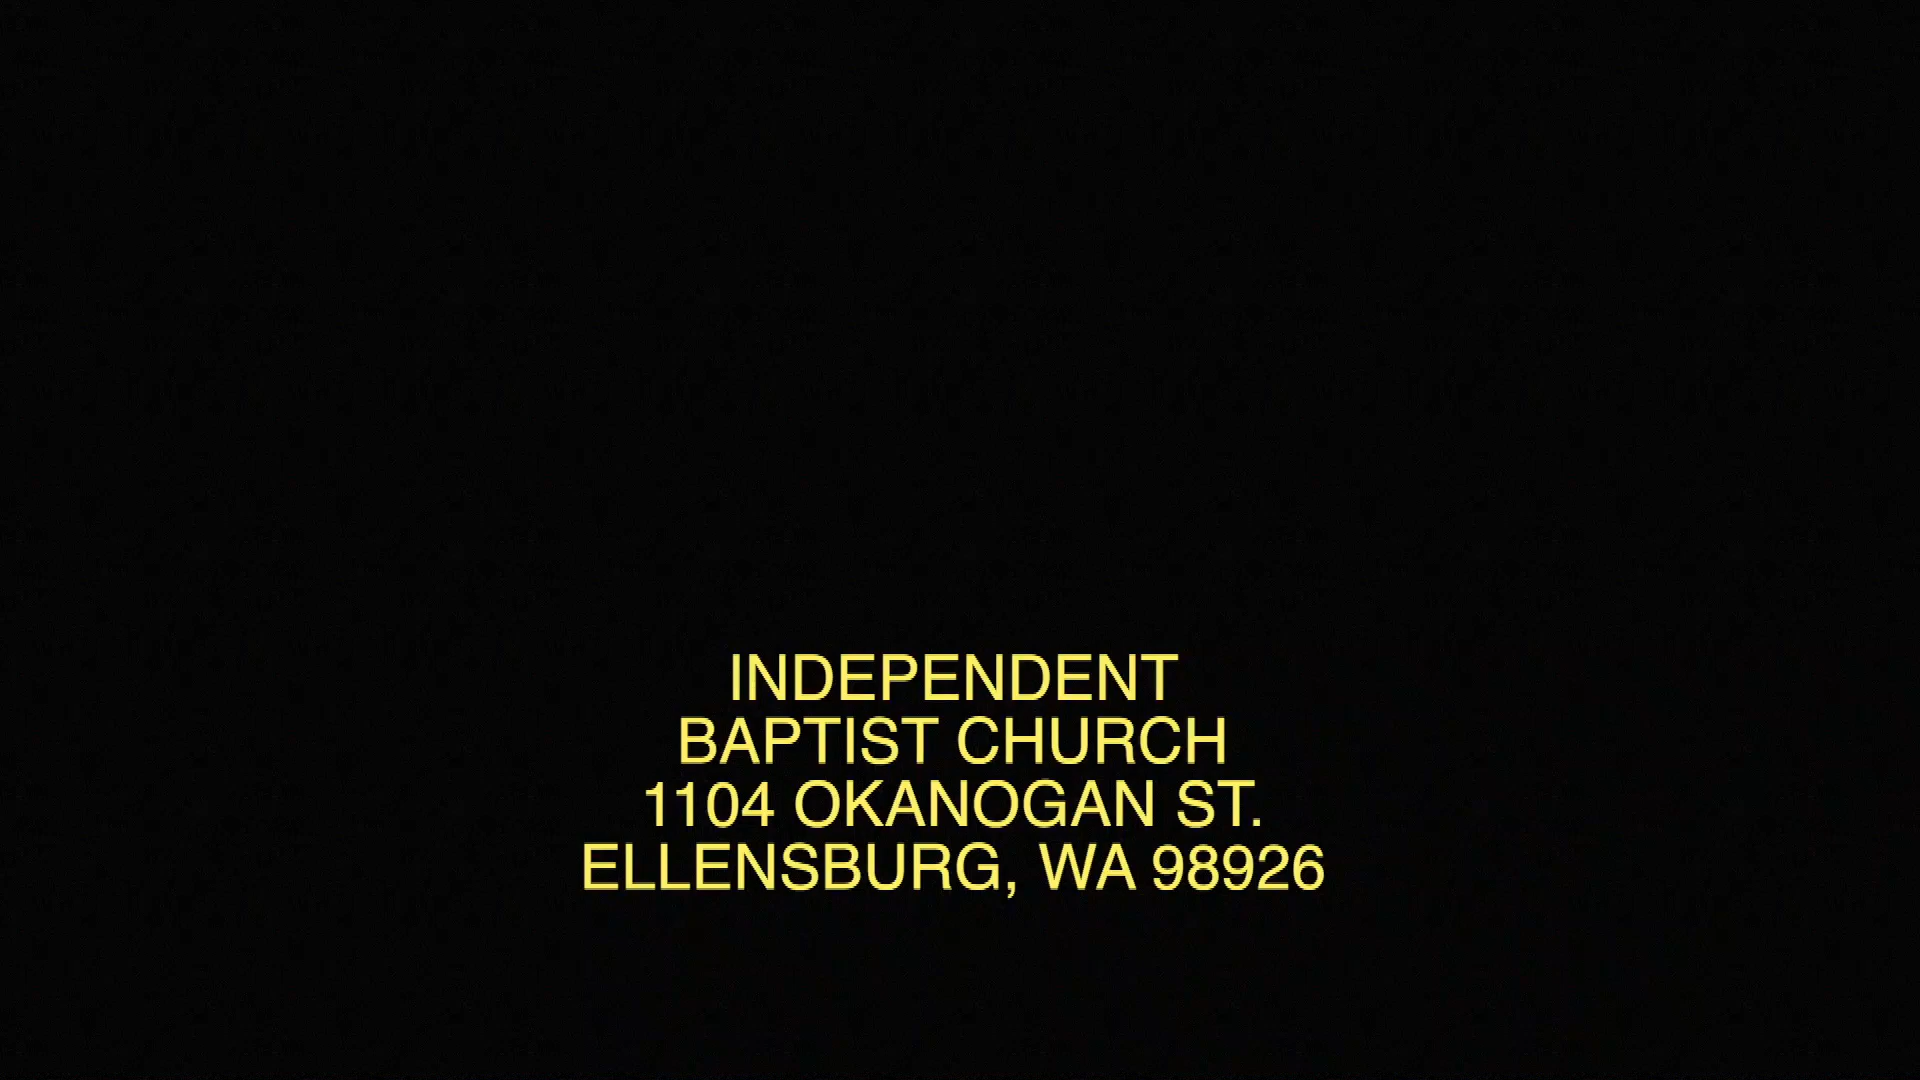 INDEPENDENT
BAPTIST CHURCH
1104 OKANOGAN ST.
ELLENSBURG, WA 98926